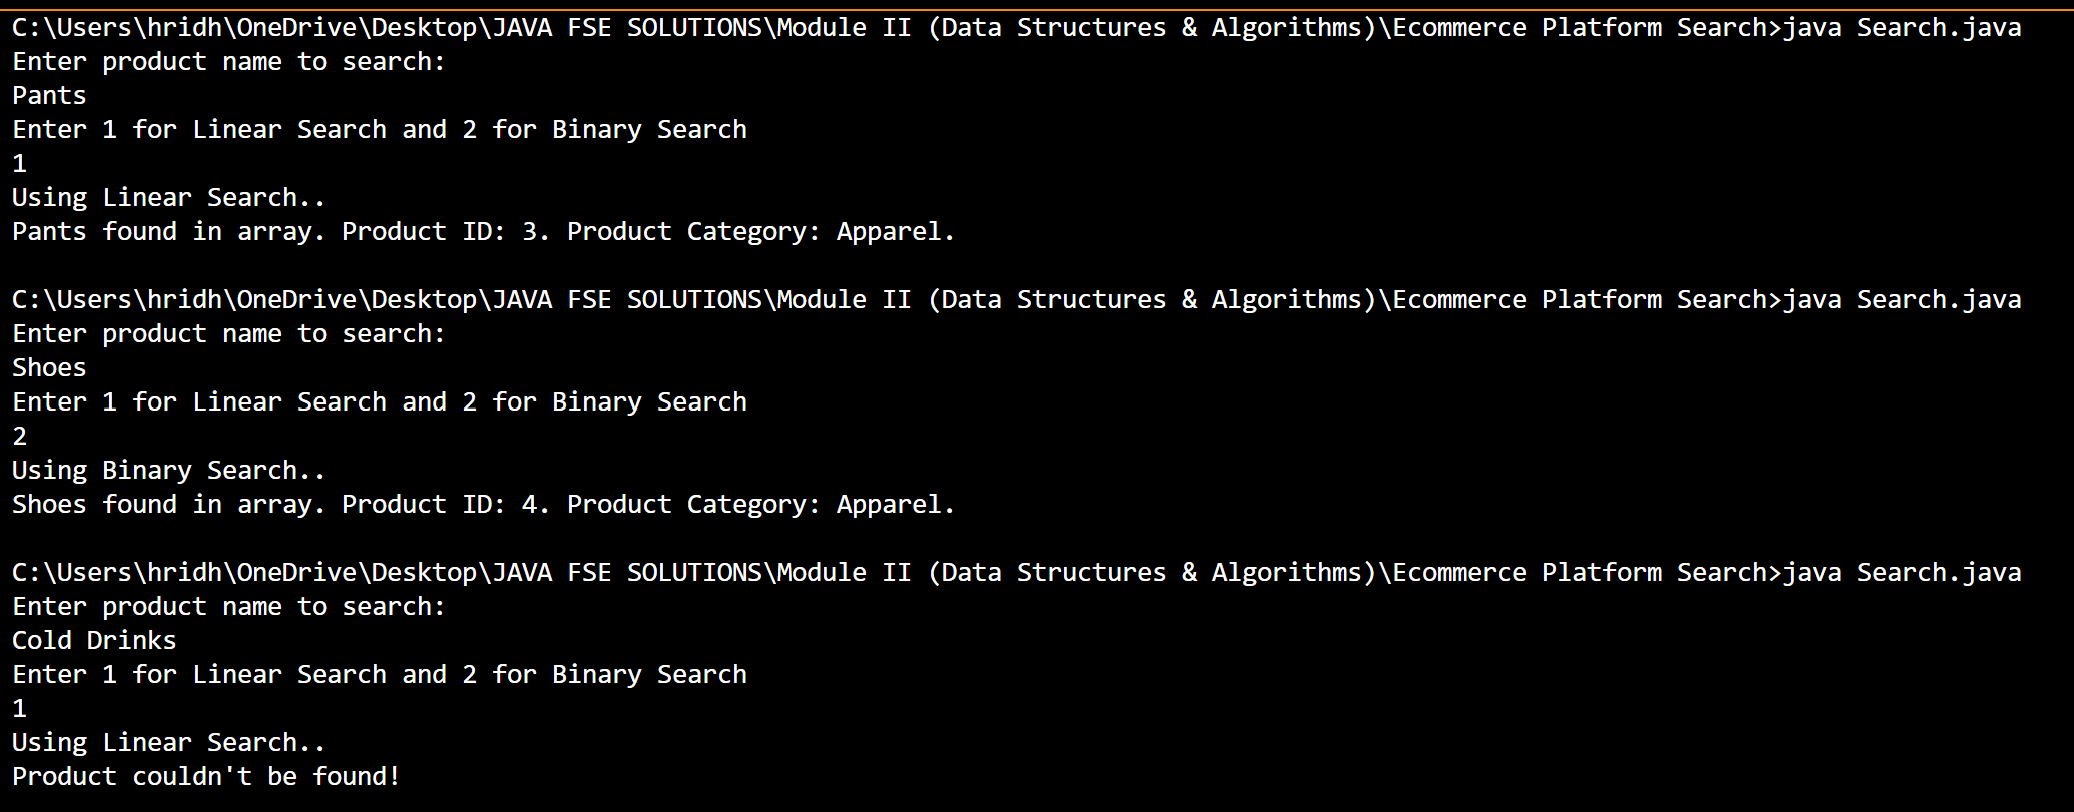 C:\Users\hridh\OneDrive\Desktop\JAVA FSE SOLUTIONS\Module II (Data Structures & Algorithms)\Ecommerce Platform Search>java Search.java
Enter product name to search:
Pants
Enter 1 for Linear Search and 2 for Binary Search
1
Using Linear Search..
Pants found in array. Product ID: 3. Product Category: Apparel.
C:\Users\hridh\OneDrive\Desktop\JAVA FSE SOLUTIONS\Module II (Data Structures & Algorithms)\Ecommerce Platform Search>java Search.java
Enter product name to search:
Shoes
Enter 1 for Linear Search and 2 for Binary Search
2
Using Binary Search..
Shoes found in array. Product ID: 4. Product Category: Apparel.
C:\Users\hridh\OneDrive\Desktop\JAVA FSE SOLUTIONS\Module II (Data Structures & Algorithms)\Ecommerce Platform Search>java Search.java
Enter product name to search:
Cold Drinks
Enter 1 for Linear Search and 2 for Binary Search
1
Using Linear Search..
Product couldn't be found!